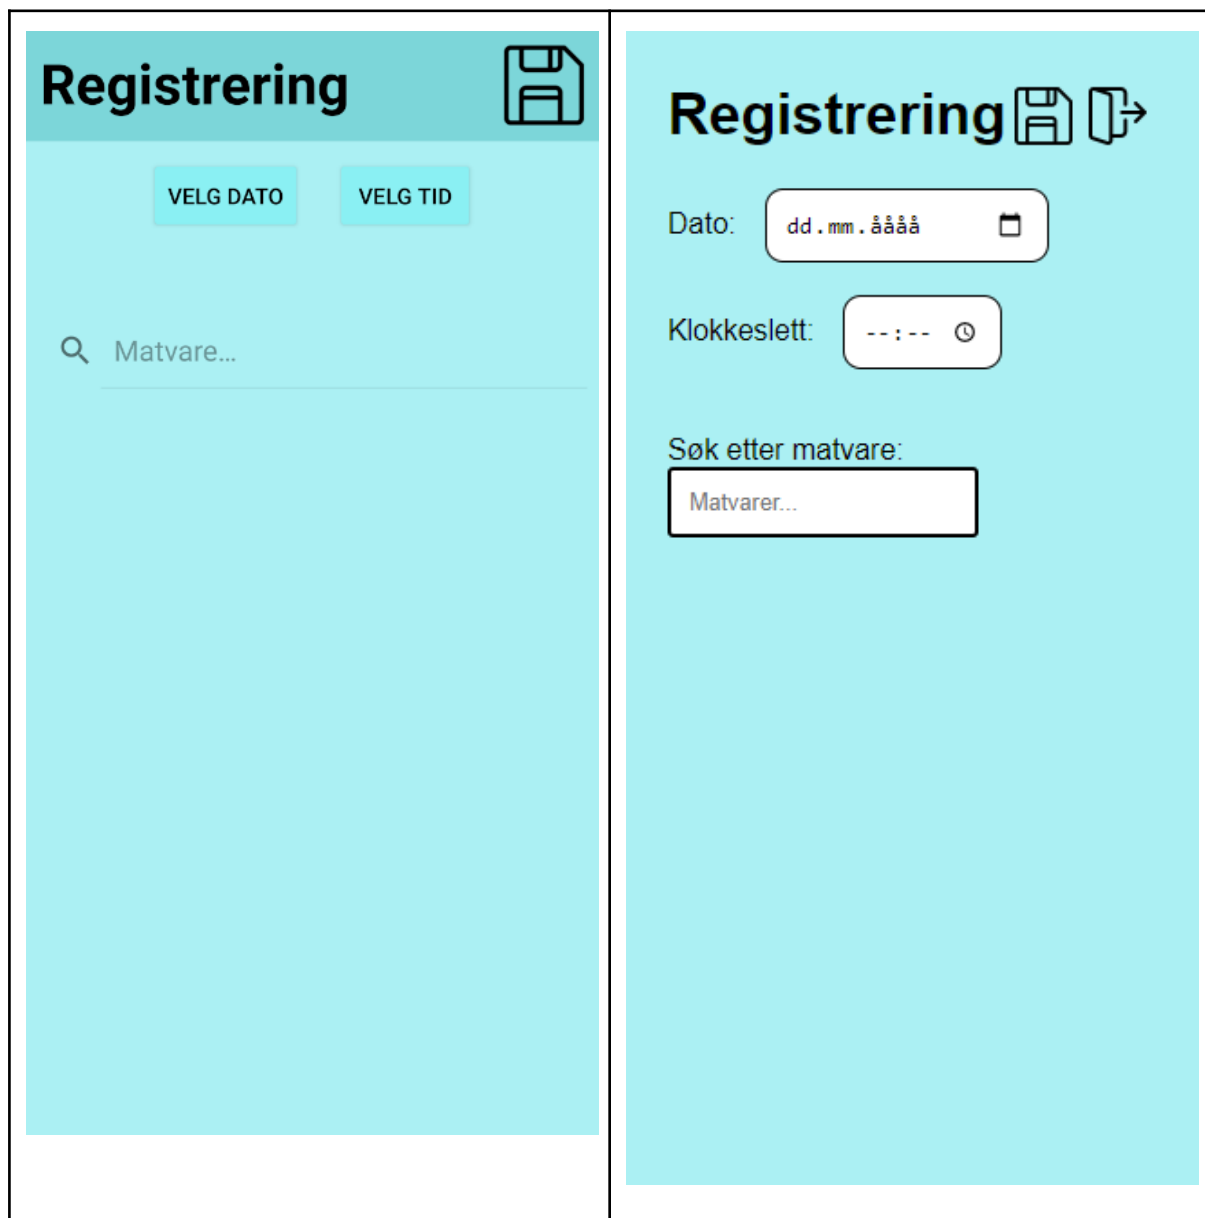 Registrering
VELG DATO
VELG TID
Matvare...
Registrering
Dato: dd.mm.åååå
Klokkeslett: --:--
Søk etter matvare:
Matvarer...